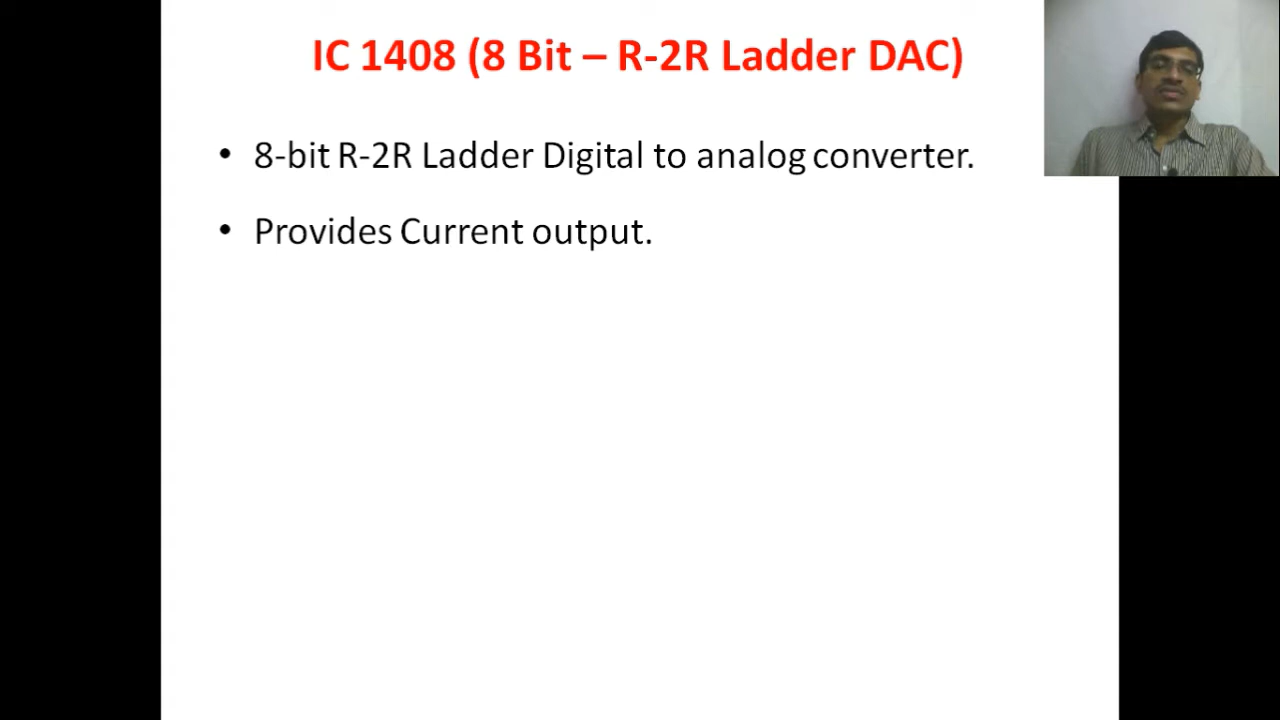 IC 1408 (8 Bit – R-2R Ladder DAC)
• 8-bit R-2R Ladder Digital to analog converter.
• Provides Current output.